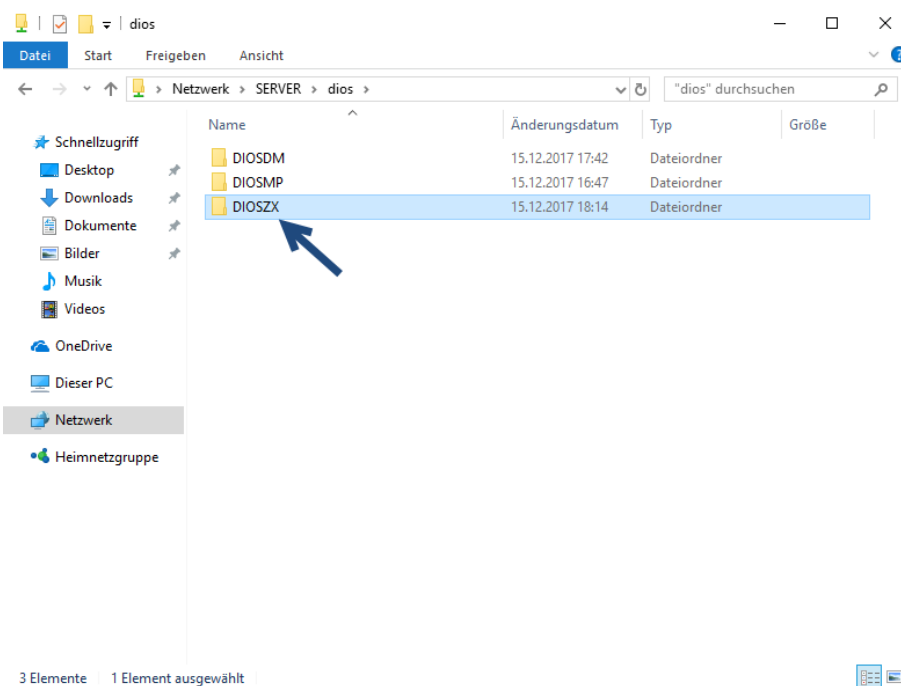 dios
Datei Start Freigeben Ansicht
Netzwerk > SERVER > dios > "dios" durchsuchen
Name Änderungsdatum Typ Größe
Schnellzugriff
Desktop
Downloads
Dokumente
Bilder
Musik
Videos
OneDrive
Dieser PC
Netzwerk
Heimnetzgruppe
DIOSDM 15.12.2017 17:42 Dateiordner
DIOSMP 15.12.2017 16:47 Dateiordner
DIOSZX 15.12.2017 18:14 Dateiordner
3 Elemente 1 Element ausgewählt